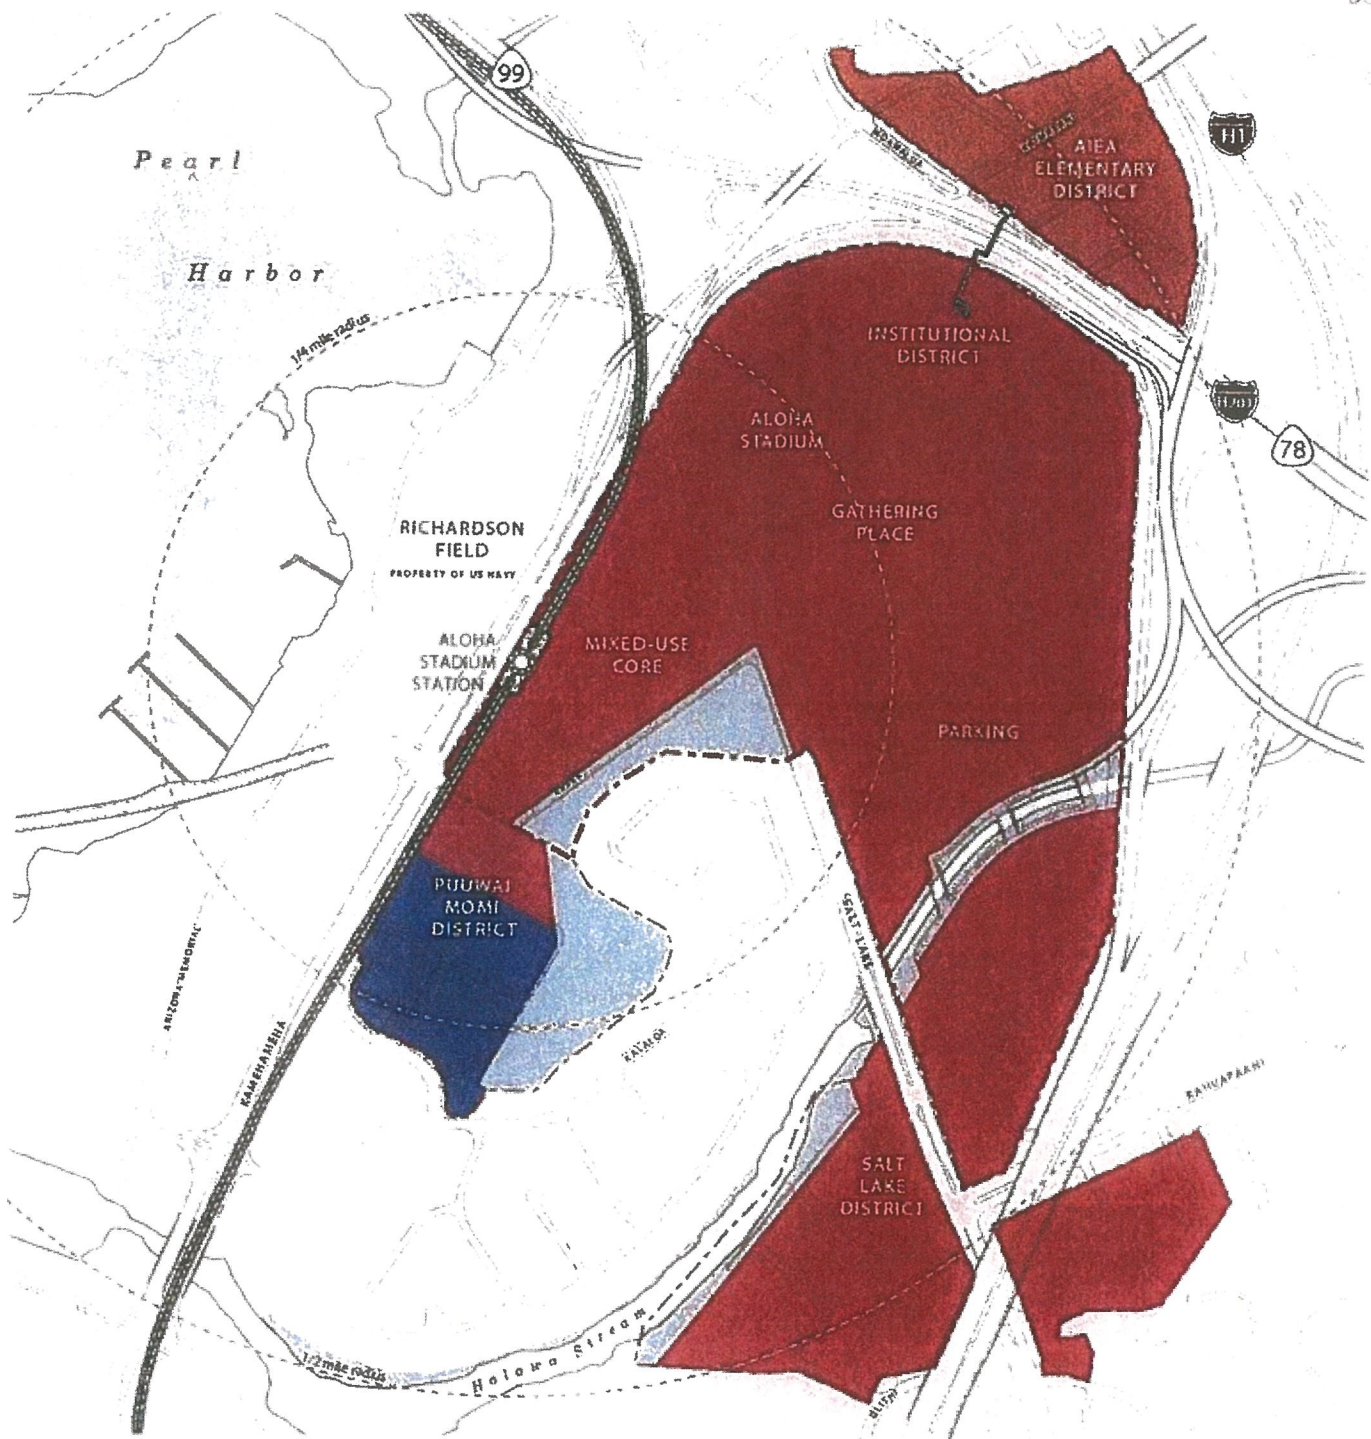 99
H1
Pearl
AIEA
ELEMENTARY
DISTRICT
MOANALUA
Harbor
1/4 mile radius
INSTITUTIONAL
DISTRICT
ALOHA
STADIUM
78
GATHERING
PLACE
RICHARDSON
FIELD
PROPERTY OF US NAVY
ALOHA
STADIUM
STATION
MIXED-USE
CORE
PARKING
PUUWAI
MOMI
DISTRICT
SALT LAKE
ARIZONA MEMORIAL
KAMEHAMEHA
KALALOA
KAHUAPAANI
SALT
LAKE
DISTRICT
Halawa Stream
1/2 mile radius